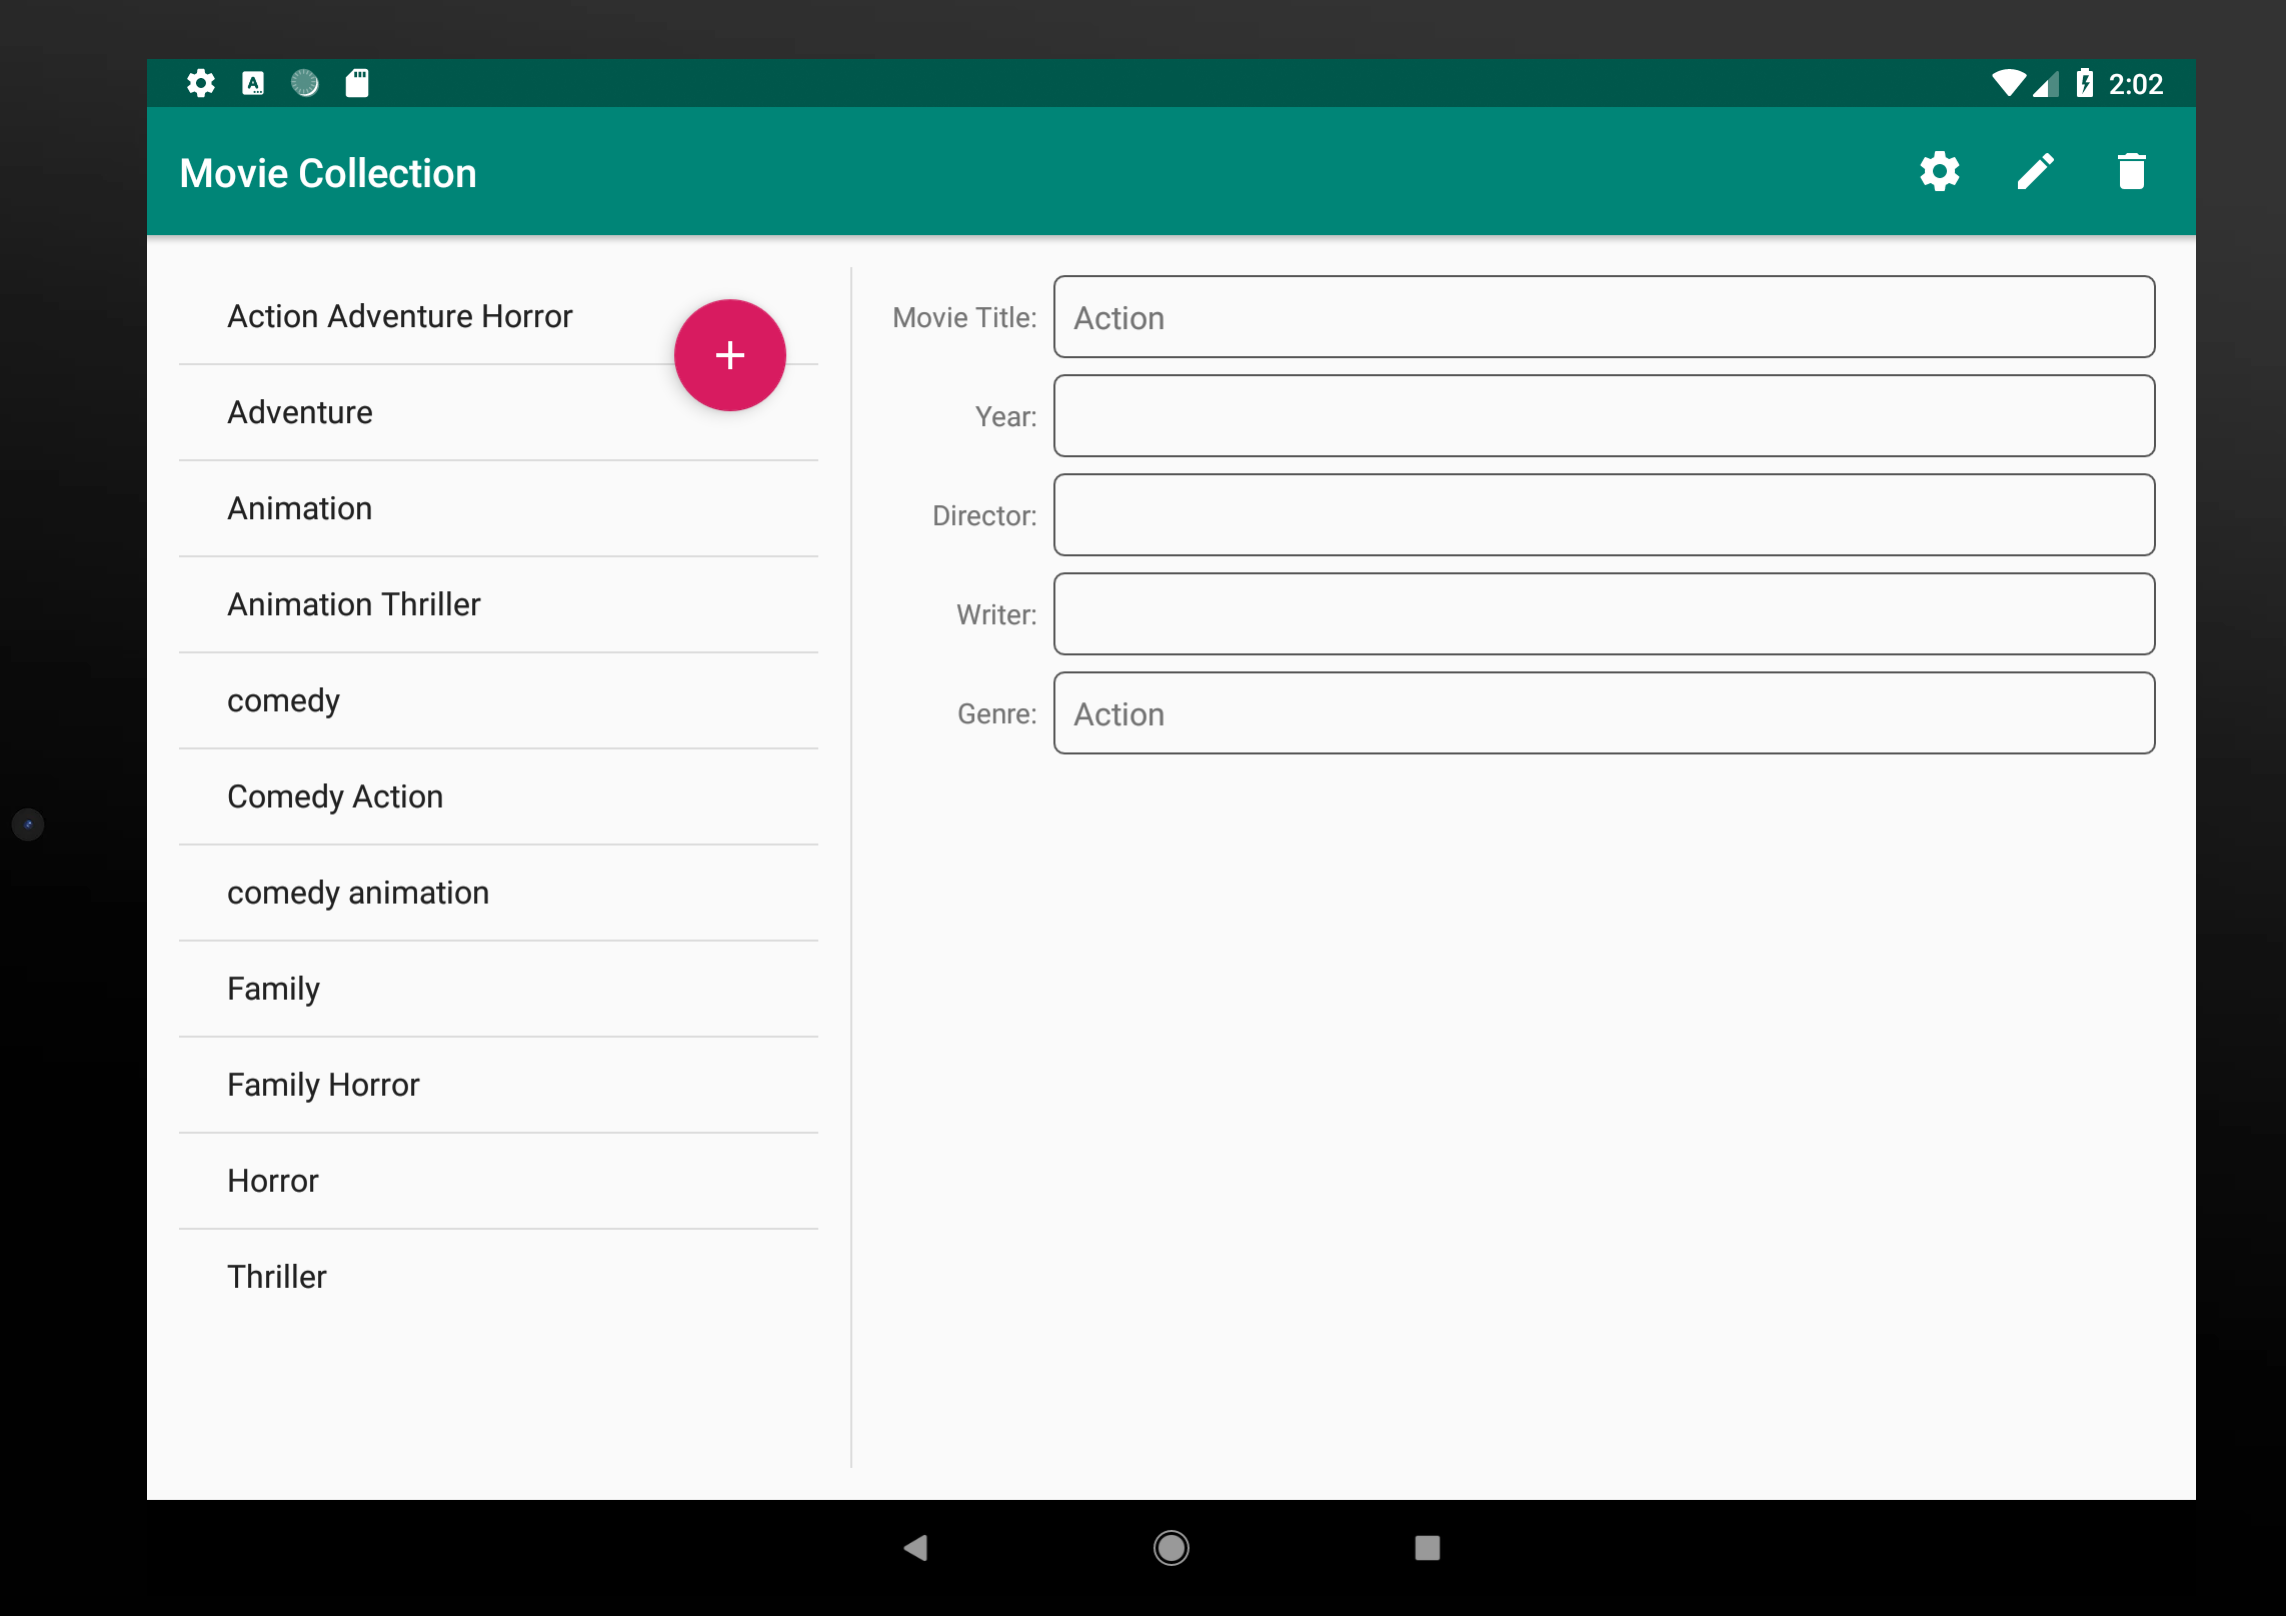 2:02
Movie Collection
Action Adventure Horror
Adventure
Animation
Animation Thriller
comedy
Comedy Action
comedy animation
Family
Family Horror
Horror
Thriller
Movie Title: Action
Year:
Director:
Writer:
Genre: Action